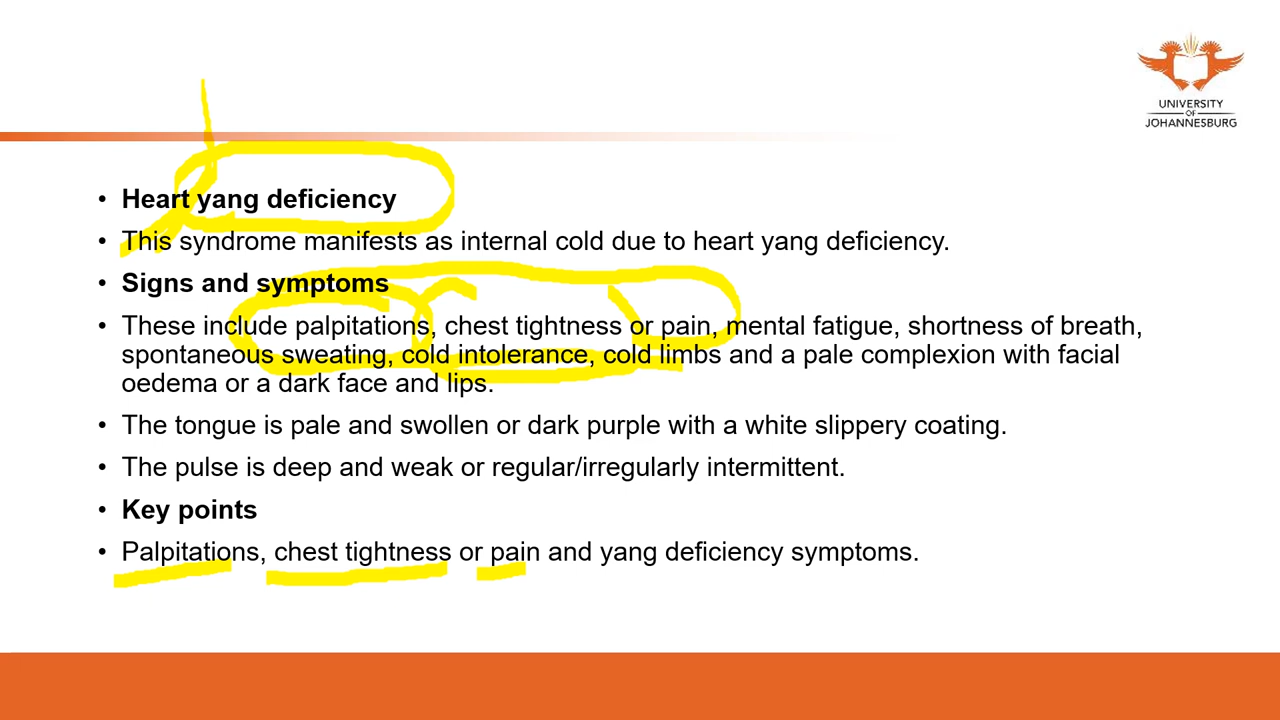 UNIVERSITY
OF
JOHANNESBURG
• Heart yang deficiency
• This syndrome manifests as internal cold due to heart yang deficiency.
• Signs and symptoms
• These include palpitations, chest tightness or pain, mental fatigue, shortness of breath,
spontaneous sweating, cold intolerance, cold limbs and a pale complexion with facial
oedema or a dark face and lips.
• The tongue is pale and swollen or dark purple with a white slippery coating.
• The pulse is deep and weak or regular/irregularly intermittent.
• Key points
• Palpitations, chest tightness or pain and yang deficiency symptoms.